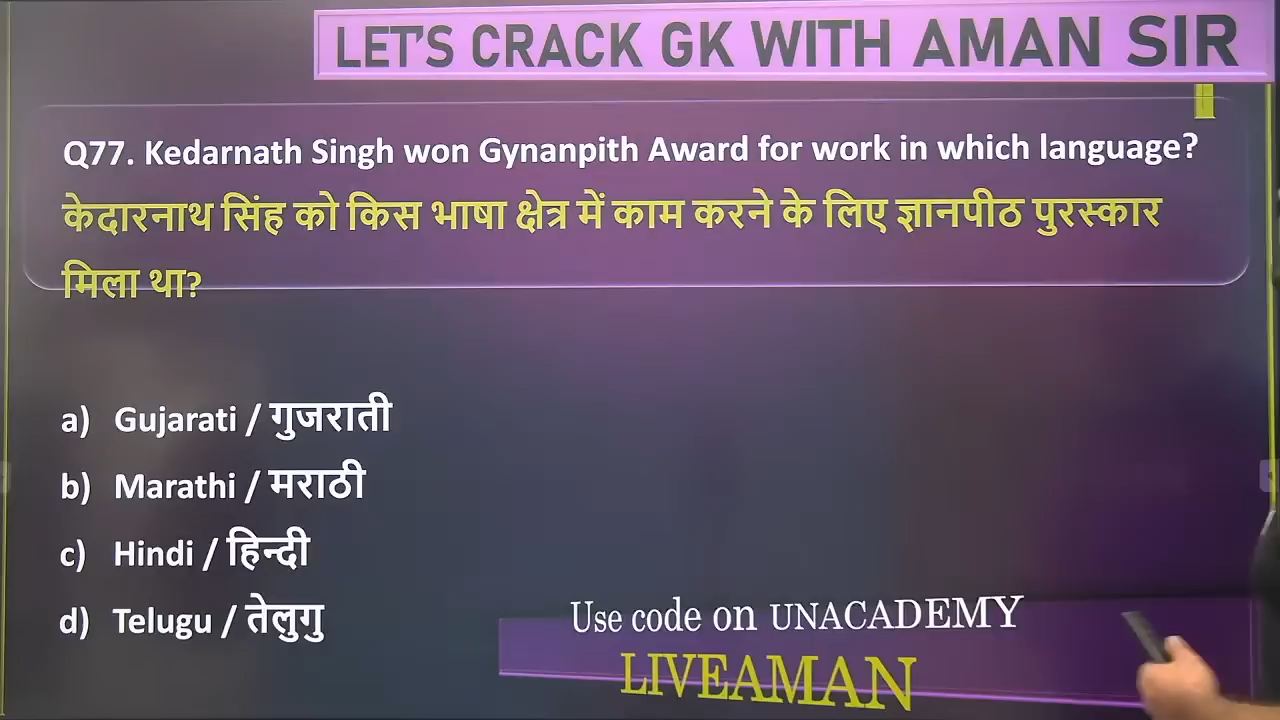 LET'S CRACK GK WITH AMAN SIR
Q77. Kedarnath Singh won Gynanpith Award for work in which language?
केदारनाथ सिंह को किस भाषा क्षेत्र में काम करने के लिए ज्ञानपीठ पुरस्कार
मिला था?
a) Gujarati / गुजराती
b) Marathi / मराठी
c) Hindi / हिन्दी
d) Telugu / तेलुगु
Use code on UNACADEMY
LIVEAMAN